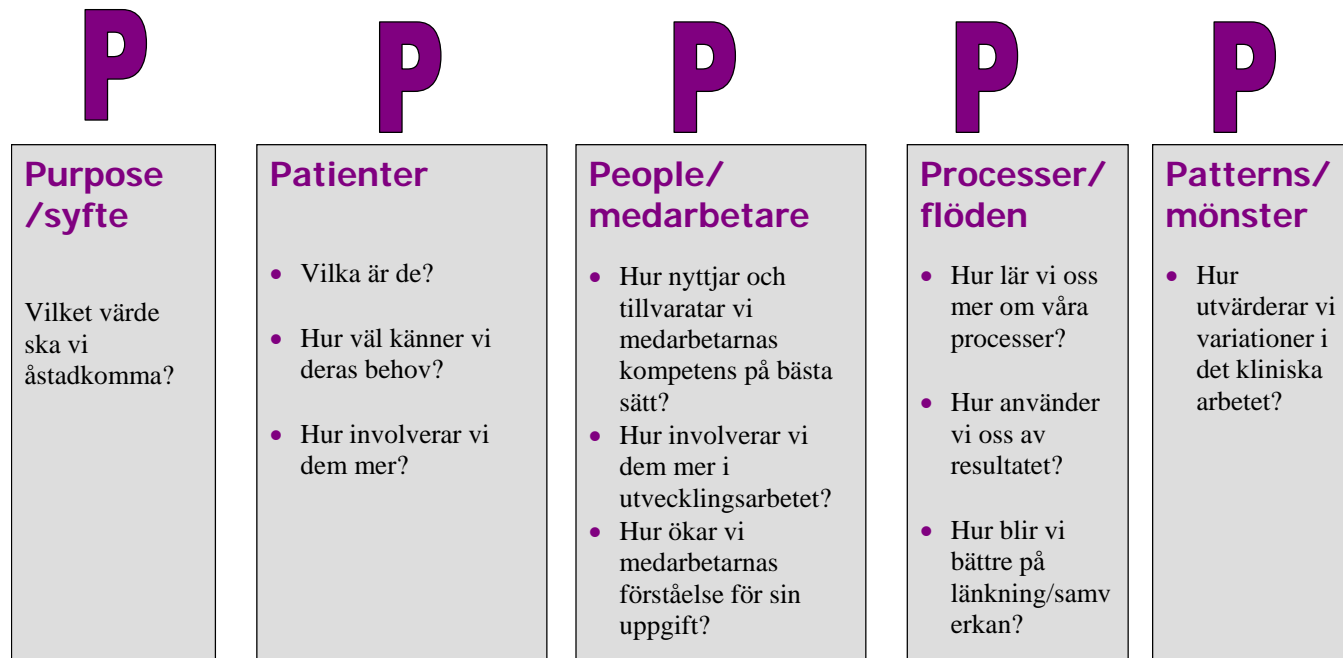 P
P
P
P
P
Purpose
/syfte
Vilket värde
ska vi
åstadkomma?
Patienter
• Vilka är de?
• Hur väl känner vi
deras behov?
• Hur involverar vi
dem mer?
People/
medarbetare
• Hur nyttjar och
tillvaratar vi
medarbetarnas
kompetens på bästa
sätt?
• Hur involverar vi
dem mer i
utvecklingsarbetet?
• Hur ökar vi
medarbetarnas
förståelse för sin
uppgift?
Processer/
flöden
• Hur lär vi oss
mer om våra
processer?
• Hur använder
vi oss av
resultatet?
• Hur blir vi
bättre på
länkning/samv
erkan?
Patterns/
mönster
• Hur
utvärderar vi
variationer i
det kliniska
arbetet?